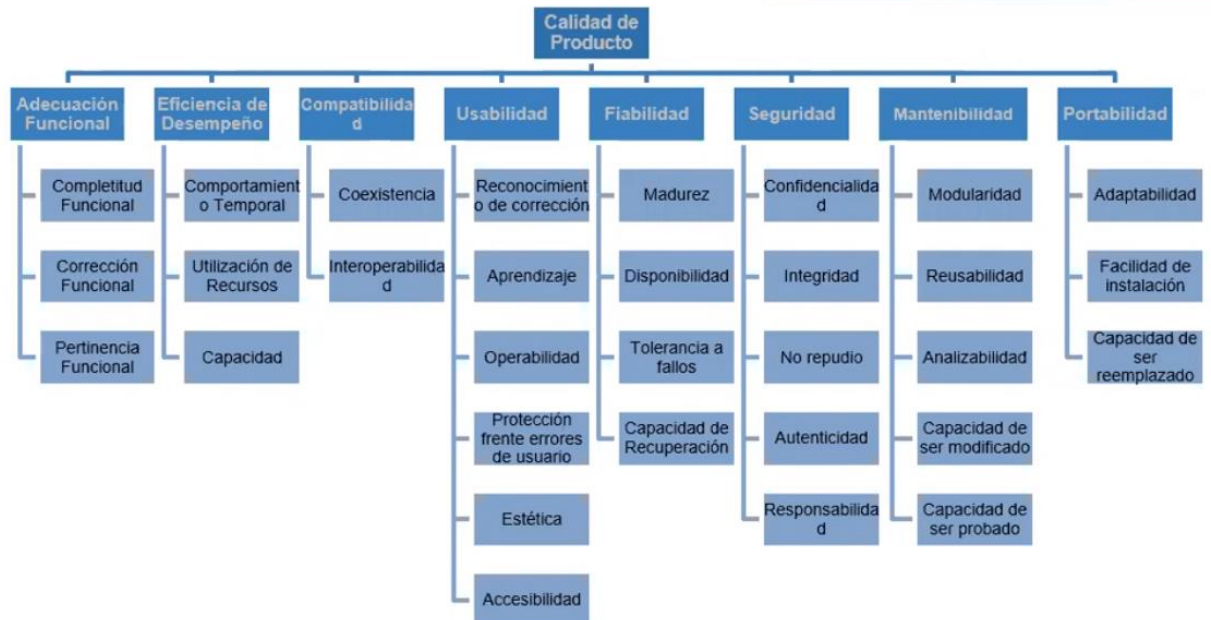 Calidad de
Producto
Adecuación
Funcional
Eficiencia de
Desempeño
Compatibilida
d
Usabilidad
Fiabilidad
Seguridad
Mantenibilidad
Portabilidad
Completitud
Funcional
Corrección
Funcional
Pertinencia
Funcional
Comportamient
o Temporal
Utilización de
Recursos
Capacidad
Coexistencia
Interoperabilida
d
Reconocimient
o de corrección
Aprendizaje
Operabilidad
Protección
frente errores
de usuario
Estética
Accesibilidad
Madurez
Disponibilidad
Tolerancia a
fallos
Capacidad de
Recuperación
Confidencialida
d
Integridad
No repudio
Autenticidad
Responsabilida
d
Modularidad
Reusabilidad
Analizabilidad
Capacidad de
ser modificado
Capacidad de
ser probado
Adaptabilidad
Facilidad de
instalación
Capacidad de
ser
reemplazado